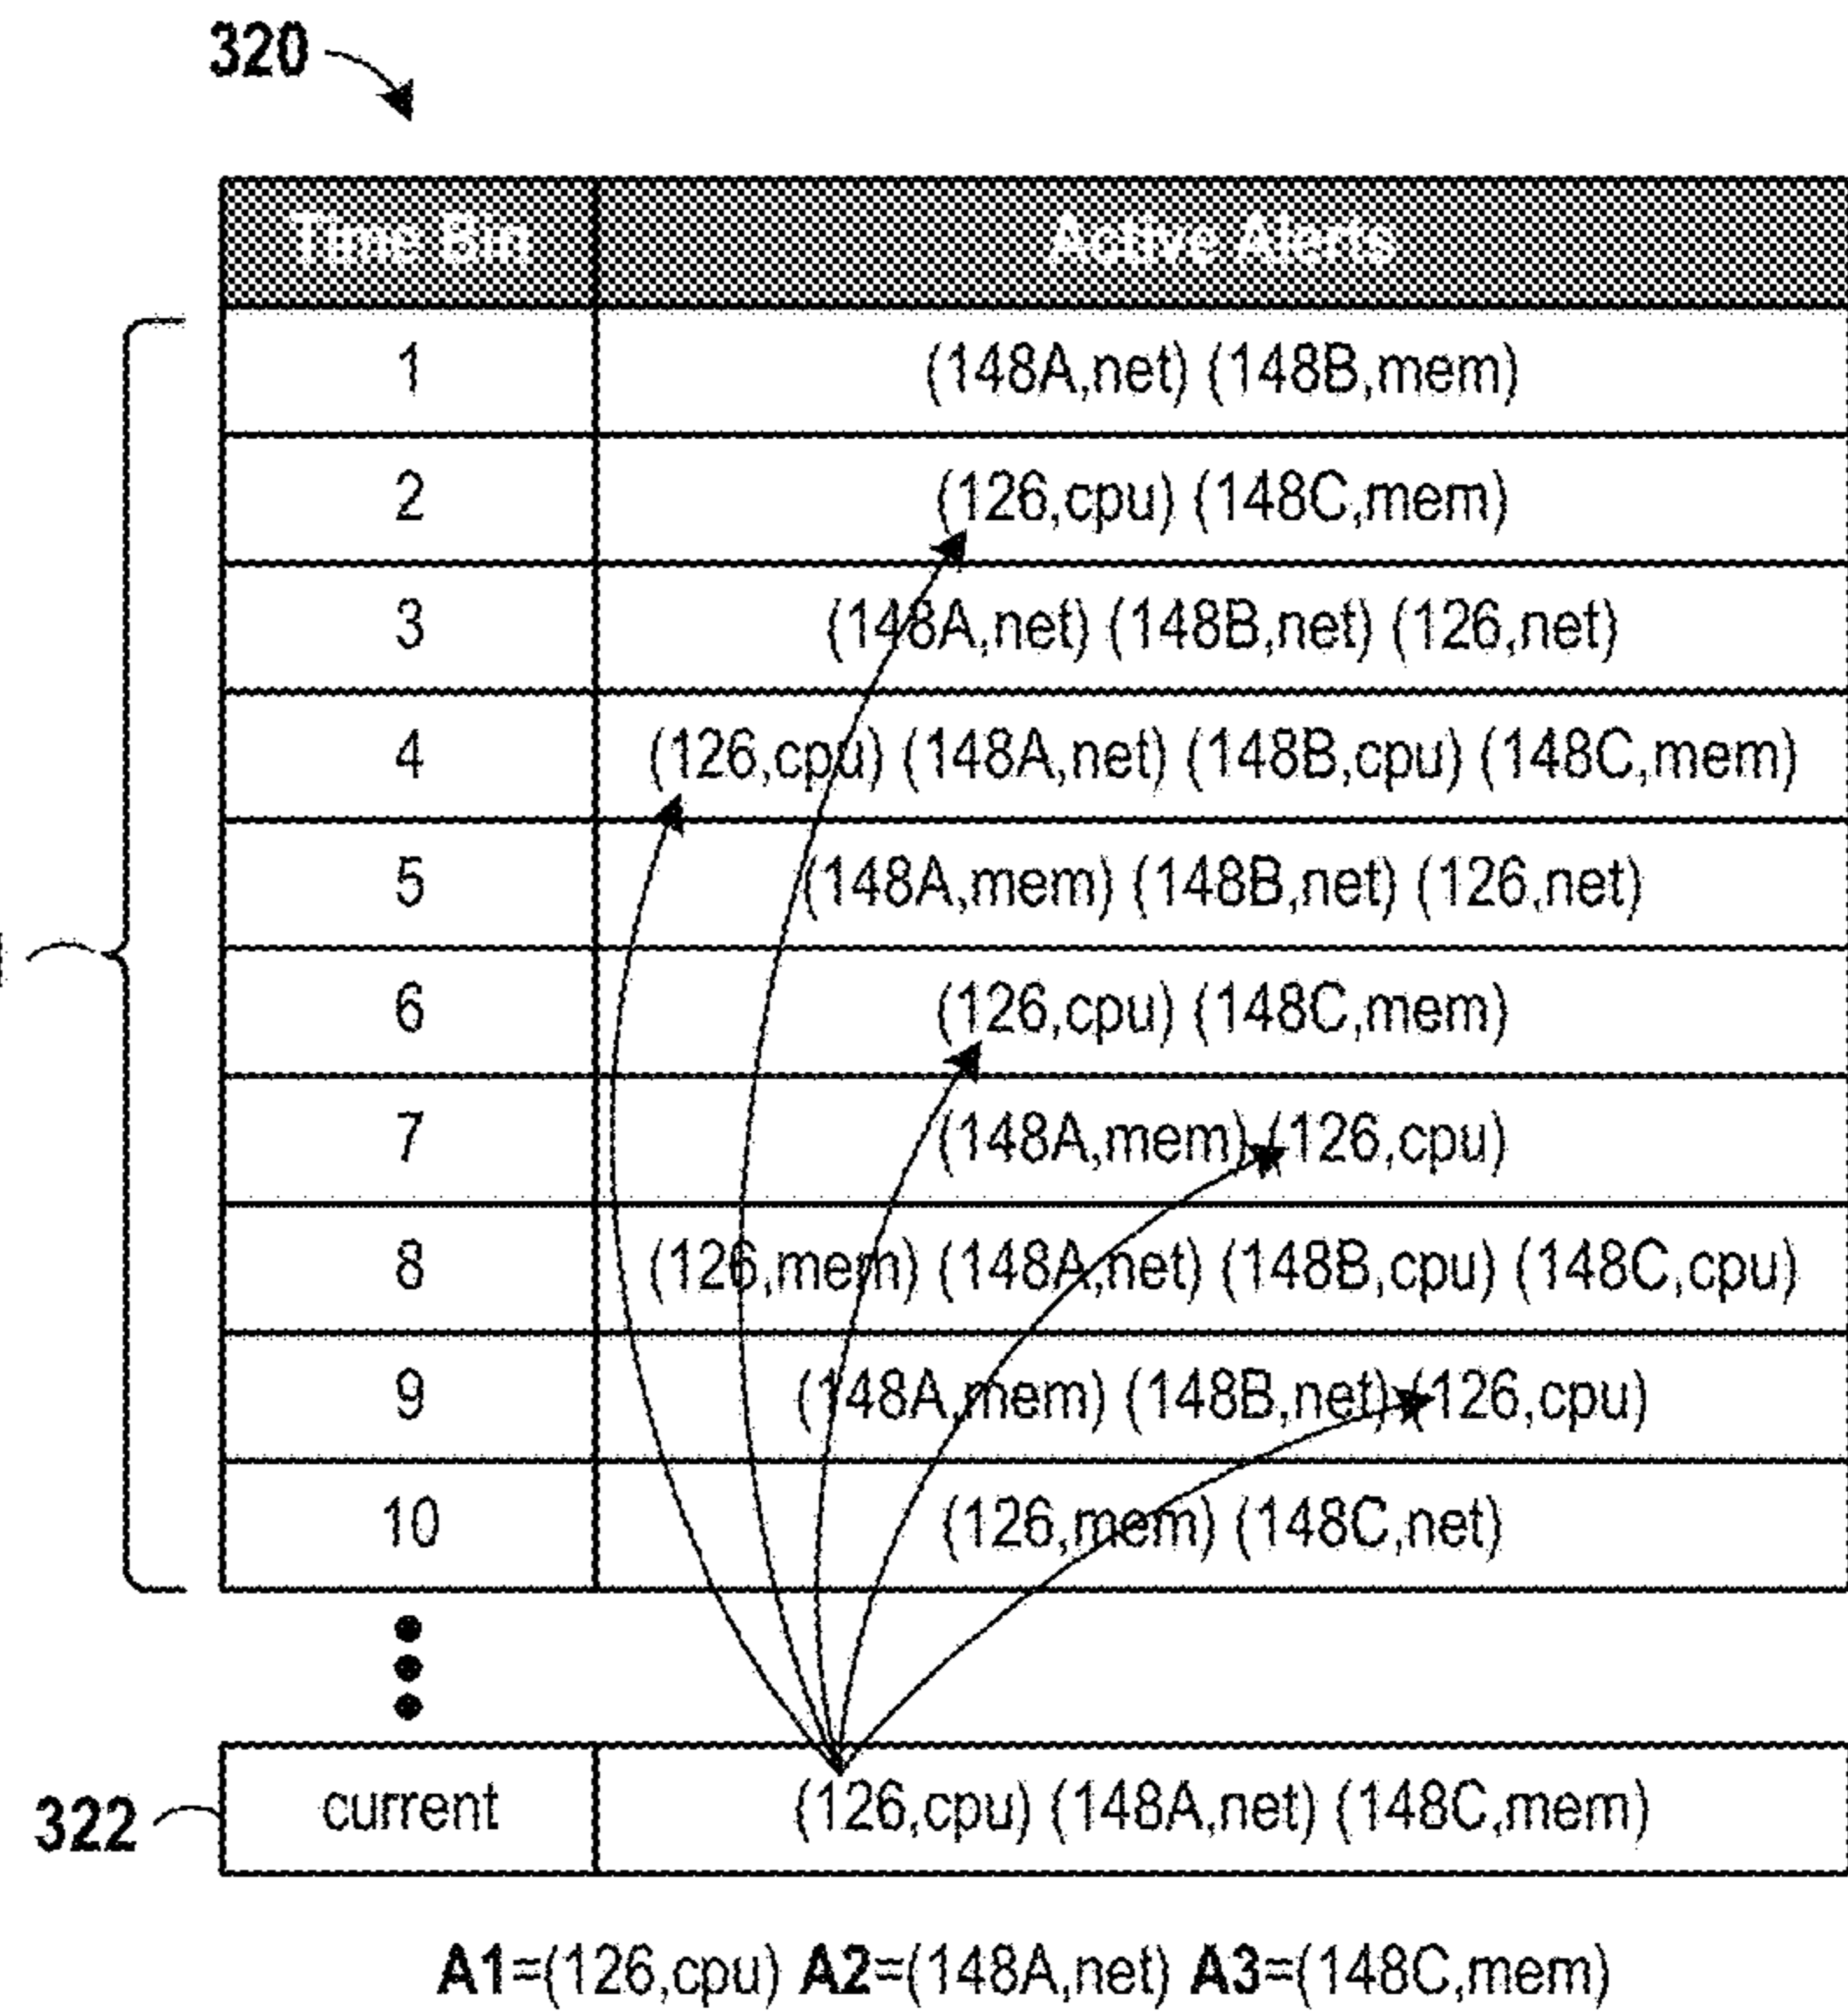 320
Time Bin Active Alerts
1 (148A,net) (148B,mem)
2 (126,cpu) (148C,mem)
3 (148A,net) (148B,net) (126,net)
4 (126,cpu) (148A,net) (148B,cpu) (148C,mem)
5 (148A,mem) (148B,net) (126,net)
6 (126,cpu) (148C,mem)
7 (148A,mem) (126,cpu)
8 (126,mem) (148A,net) (148B,cpu) (148C,cpu)
9 (148A,mem) (148B,net) (126,cpu)
10 (126,mem) (148C,net)
322 current (126,cpu) (148A,net) (148C,mem)
A1=(126,cpu) A2=(148A,net) A3=(148C,mem)